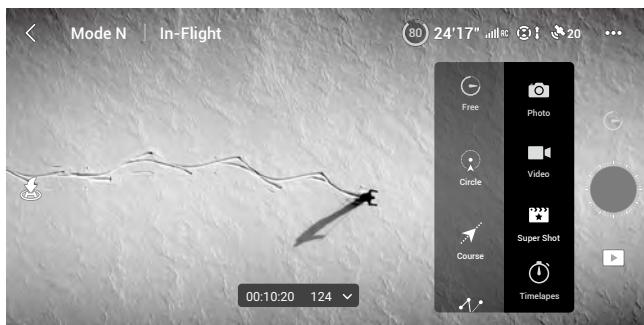 Mode N
In-Flight
80
24'17"
RC
20
Free
Photo
Circle
Video
Course
Super Shot
Timelapes
00:10:20 124